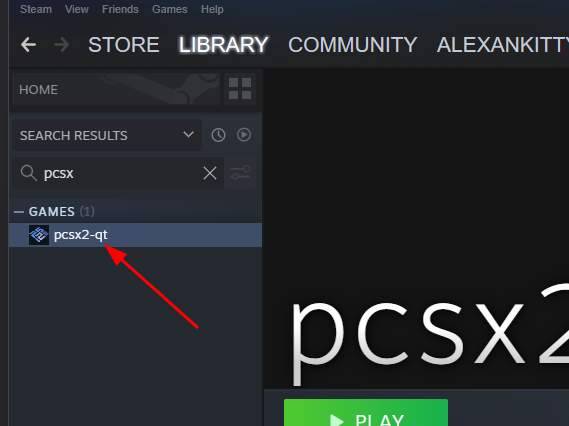 Steam View Friends Games Help
STORE LIBRARY COMMUNITY ALEXANKITTY
HOME
SEARCH RESULTS
pcsx
GAMES (1)
pcsx2-qt
pcsx2
PLAY